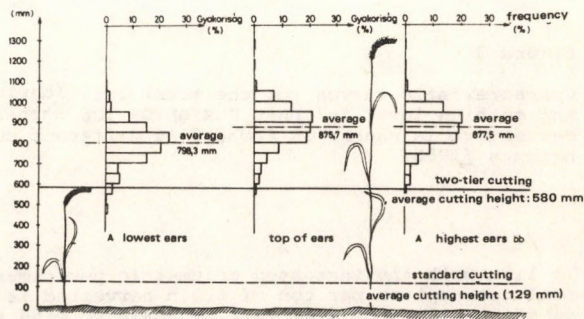 (mm)
Gyakoriság
(%)
Gyakoriság
(%)
frequency
(%)
0 10 20 30
0 10 20 30
0 10 20 30
1300
1200
1100
1000
900
800
700
600
500
400
300
200
100
0
average
798,3 mm
average
875,7 mm
average
877,5 mm
two-tier cutting
average cutting height: 580 mm
A lowest ears
top of ears
A highest ears bb
standard cutting
average cutting height (129 mm)